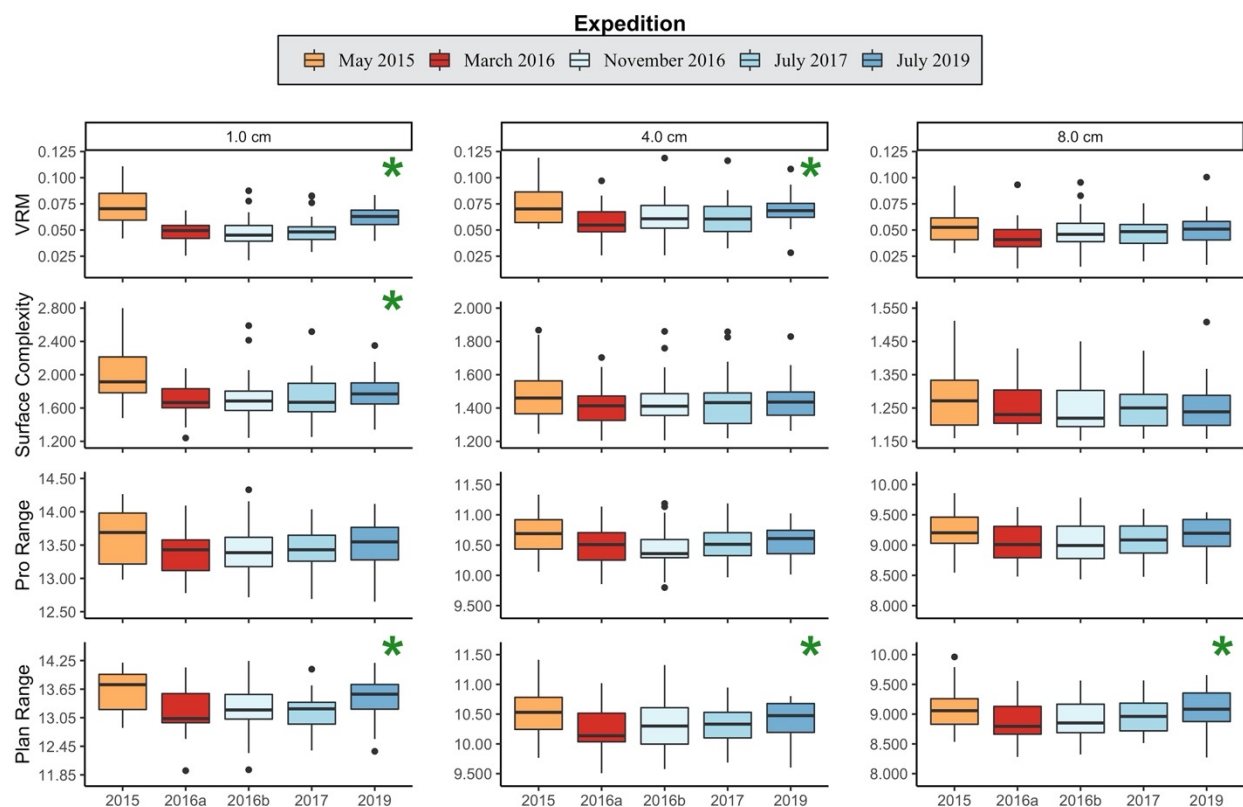 Expedition
May 2015 March 2016 November 2016 July 2017 July 2019
1.0 cm 4.0 cm 8.0 cm
VRM
0.125 0.125 0.125
0.100 0.100 0.100
0.075 0.075 0.075
0.050 0.050 0.050
0.025 0.025 0.025
* *
Surface Complexity
2.800 2.000 1.550
2.400 1.800 1.450
2.000 1.600 1.350
1.600 1.400 1.250
1.200 1.200 1.150
*
Pro Range
14.50 11.50 10.00
14.00 11.00 9.500
13.50 10.50 9.000
13.00 10.00 8.500
12.50 9.500 8.000
Plan Range
14.25 11.50 10.00
13.65 11.00 9.500
13.05 10.50 9.000
12.45 10.00 8.500
11.85 9.500 8.000
* * *
2015 2016a 2016b 2017 2019 2015 2016a 2016b 2017 2019 2015 2016a 2016b 2017 2019